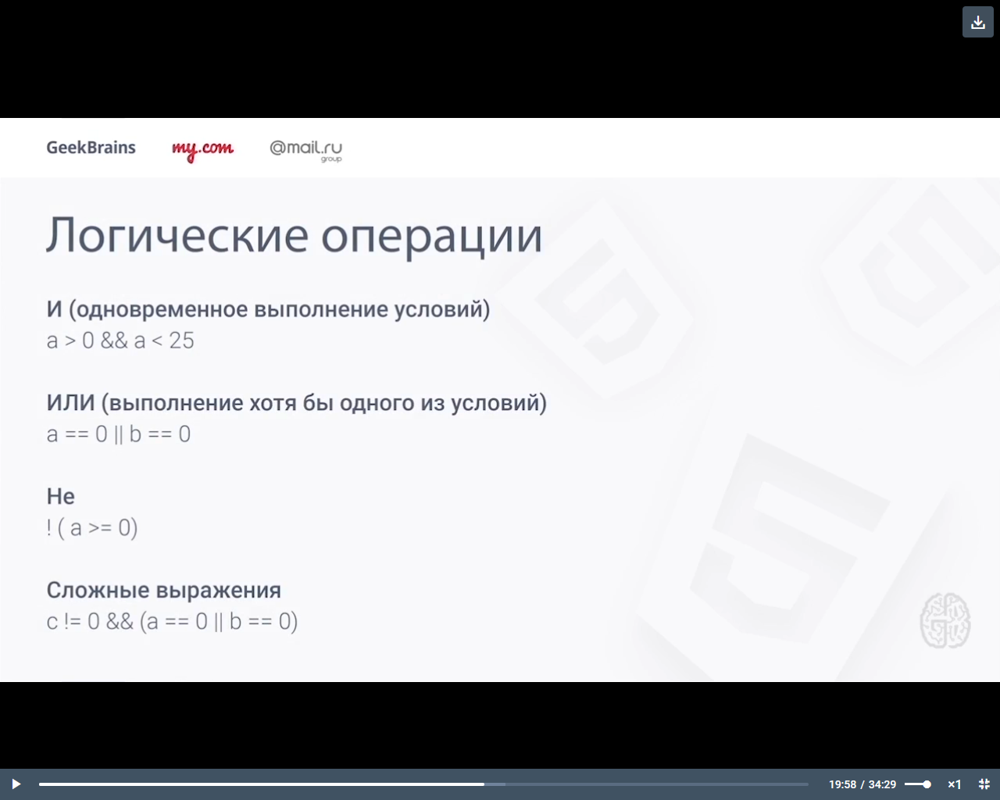 GeekBrains my.com @mail.ru group
Логические операции
И (одновременное выполнение условий)
a > 0 && a < 25
ИЛИ (выполнение хотя бы одного из условий)
a == 0 || b == 0
Не
! ( a >= 0)
Сложные выражения
c != 0 && (a == 0 || b == 0)
19:58 / 34:29 ×1